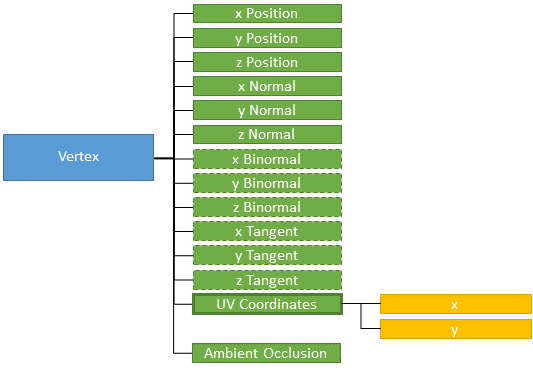 x Position
y Position
z Position
x Normal
y Normal
z Normal
Vertex
x Binormal
y Binormal
z Binormal
x Tangent
y Tangent
z Tangent
UV Coordinates
x
y
Ambient Occlusion